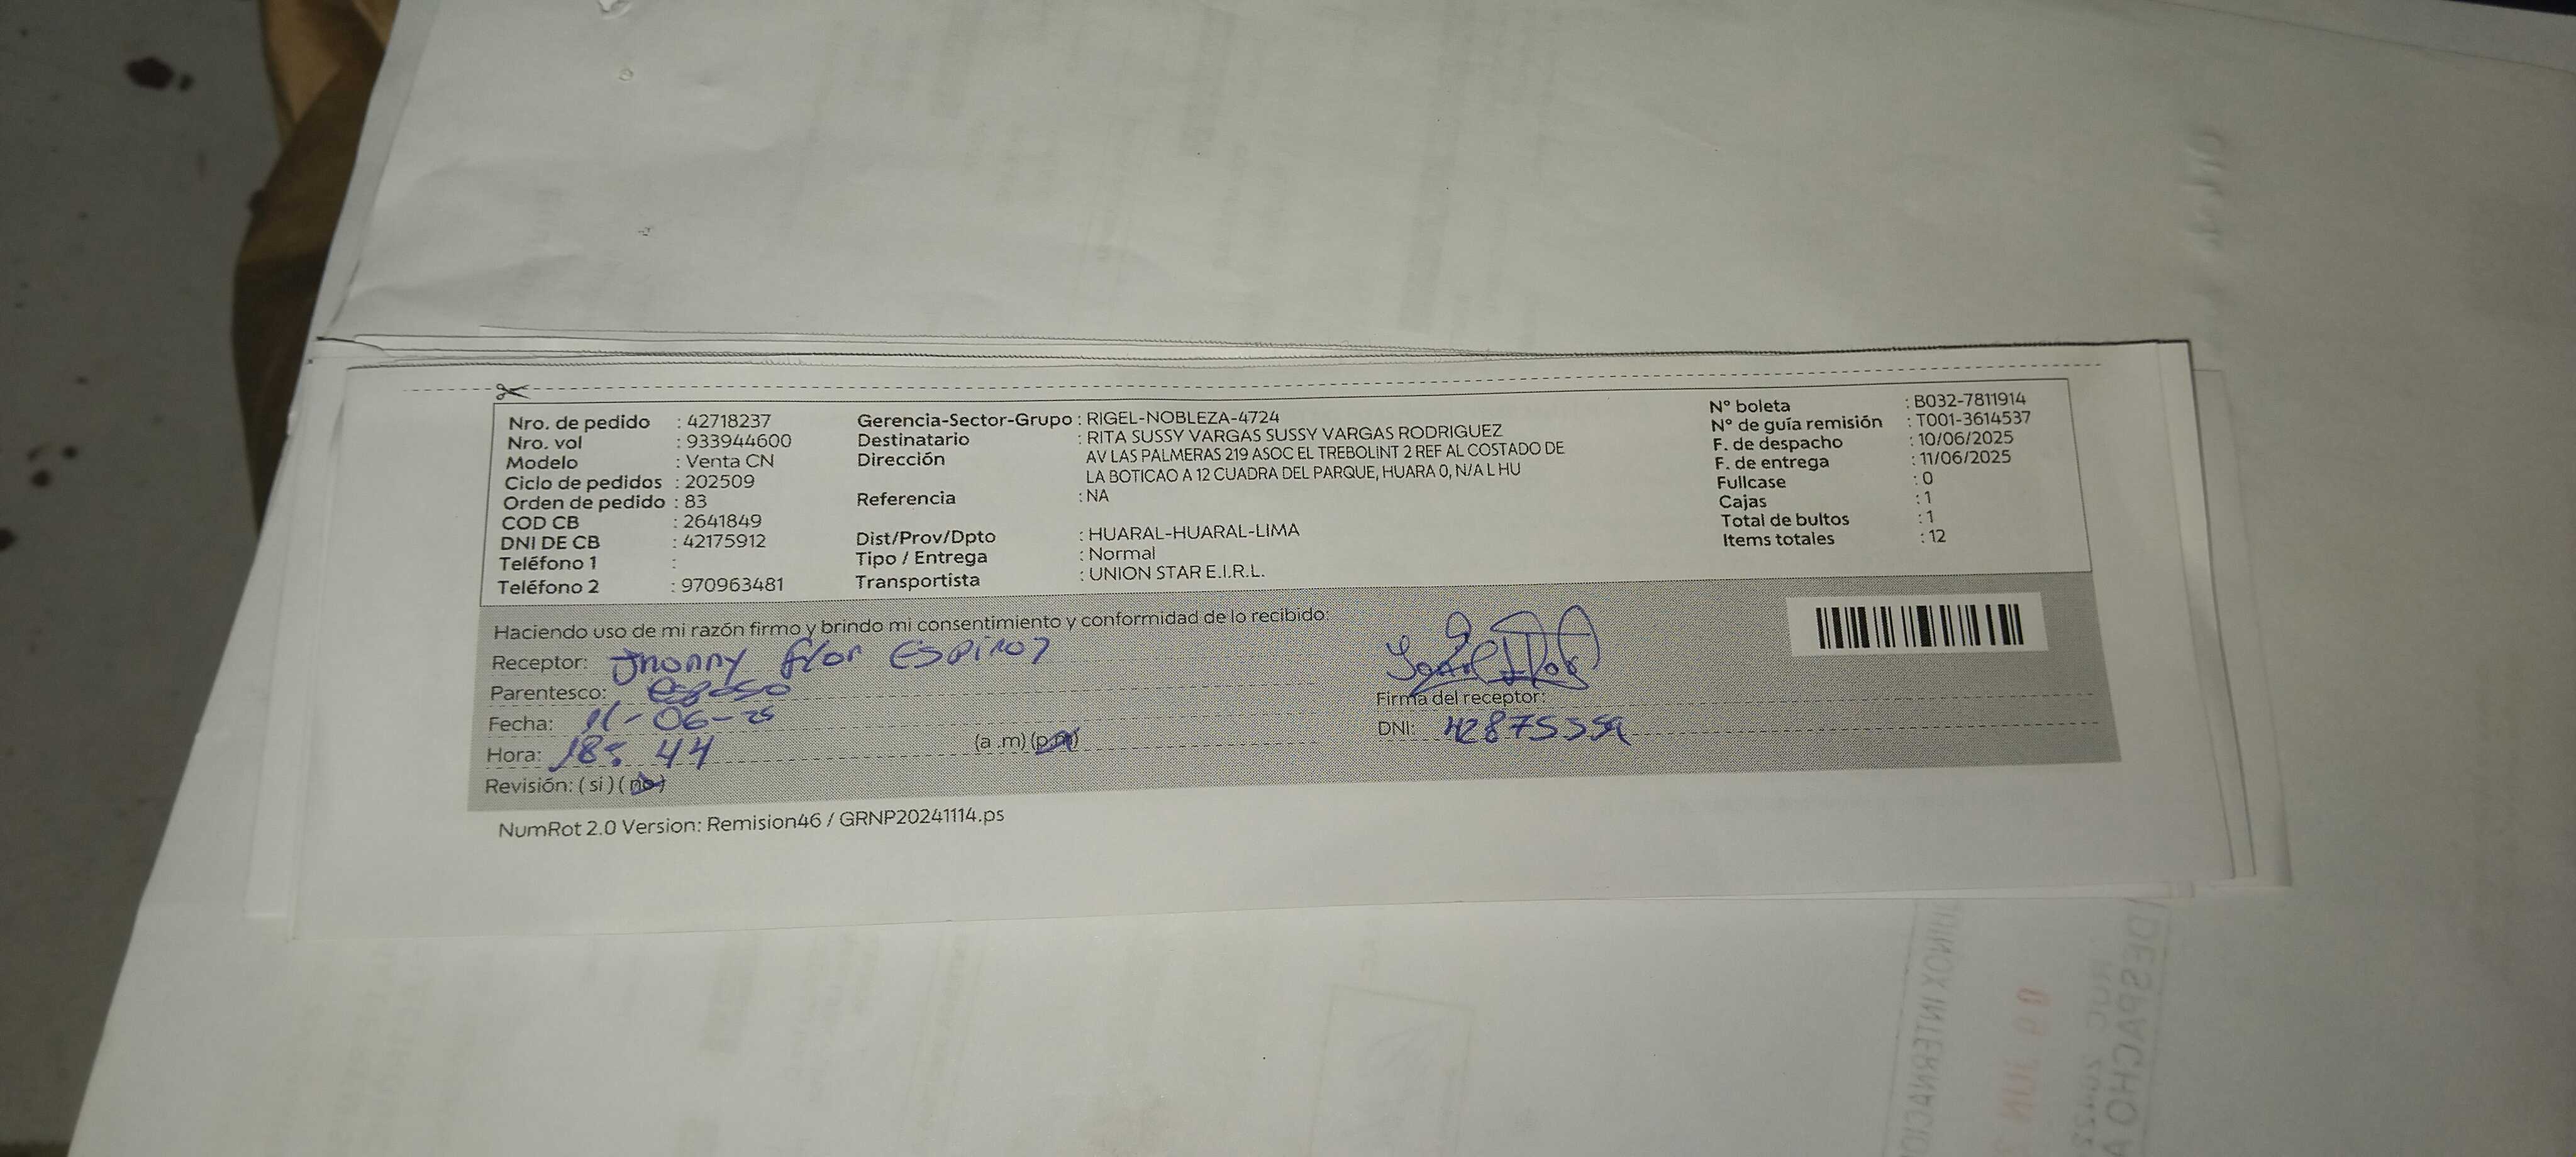 Nro. de pedido : 42718237
Nro. vol : 933944600
Modelo : Venta CN
Ciclo de pedidos : 202509
Orden de pedido : 83
COD CB : 2641849
DNI DE CB : 42175912
Teléfono 1 :
Teléfono 2 : 970963481
Gerencia-Sector-Grupo : RIGEL-NOBLEZA-4724
Destinatario : RITA SUSSY VARGAS SUSSY VARGAS RODRIGUEZ
Dirección AV LAS PALMERAS 219 ASOC EL TREBOLINT 2 REF AL COSTADO DE
LA BOTICAO A 12 CUADRA DEL PARQUE, HUARA 0, N/A L HU
Referencia : NA
Dist/Prov/Dpto : HUARAL-HUARAL-LIMA
Tipo / Entrega : Normal
Transportista : UNION STAR E.I.R.L.
N° boleta : B032-7811914
N° de guía remisión : T001-3614537
F. de despacho : 10/06/2025
F. de entrega : 11/06/2025
Fullcase : 0
Cajas : 1
Total de bultos : 1
Items totales : 12
Haciendo uso de mi razón firmo y brindo mi consentimiento y conformidad de lo recibido:
Receptor: Jhonny flor Espinoz
Parentesco: esposo
Fecha: 11-06-25
Hora: 18: 44 (a .m) (p.m)
Revisión: ( si ) ( no )
Firma del receptor:
DNI:
NumRot 2.0 Version: Remision46 / GRNP20241114.ps
DESPACHO A